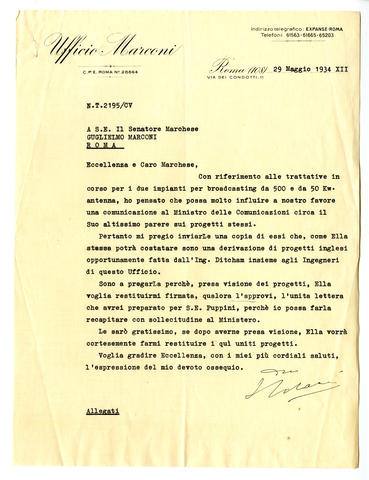 Ufficio Marconi
C.P.E. ROMA Nº 26664
Indirizzo telegrafico: EXPANSE-ROMA
Telefoni 61563-61665-65203
Roma (108) 29 Maggio 1934 XII
VIA DEI CONDOTTI, 11
N.T.2195/CV
A S.E. Il Senatore Marchese
GUGLIELMO MARCONI
R O M A
Eccellenza e Caro Marchese,
Con riferimento alle trattative in
corso per i due impianti per broadcasting da 500 e da 50 Kw-
antenna, ho pensato che possa molto influire a nostro favore
una comunicazione al Ministro delle Comunicazioni circa il
Suo altissimo parere sui progetti stessi.
Pertanto mi pregio inviarLe una copia di essi che, come Ella
stessa potrà costatare sono una derivazione di progetti inglesi
opportunamente fatta dall'Ing. Ditcham insieme agli Ingegneri
di questo Ufficio.
Sono a pregarLa perchè, presa visione dei progetti, Ella
voglia restituirmi firmata, qualora l'approvi, l'unita lettera
che avrei preparato per S.E. Puppini, perchè io possa farla
recapitare con sollecitudine al Ministero.
Le sarò gratissimo, se dopo averne presa visione, Ella vorrà
cortesemente farmi restituire i quì uniti progetti.
Voglia gradire Eccellenza, con i miei più cordiali saluti,
l'espressione del mio devoto ossequio.
Allegati